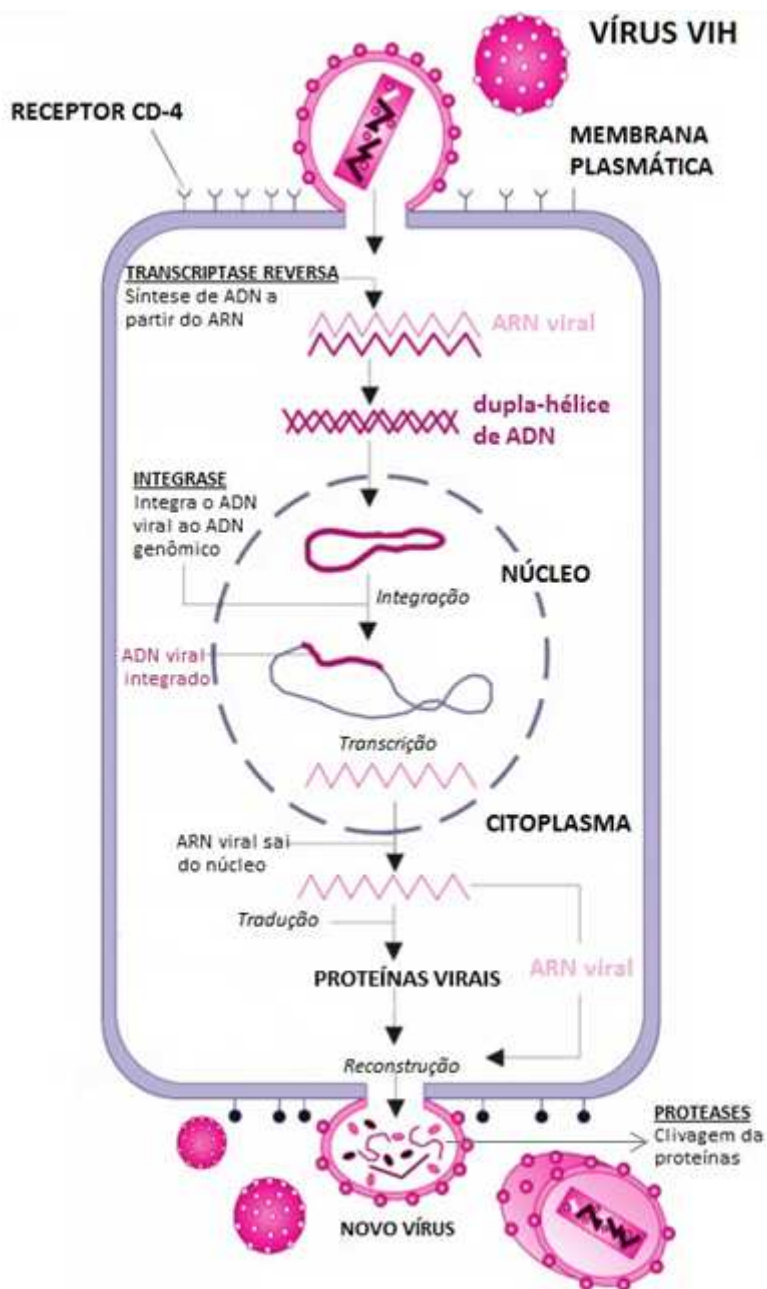 VÍRUS VIH
RECEPTOR CD-4
MEMBRANA
PLASMÁTICA
TRANSCRIPTASE REVERSA
Síntese de ADN a
partir do ARN
ARN viral
dupla-hélice
de ADN
INTEGRASE
Integra o ADN
viral ao ADN
genômico
NÚCLEO
Integração
ADN viral
integrado
Transcrição
CITOPLASMA
ARN viral sai
do núcleo
Tradução
PROTEÍNAS VIRAIS
ARN viral
Reconstrução
PROTEASES
Clivagem da
proteínas
NOVO VÍRUS